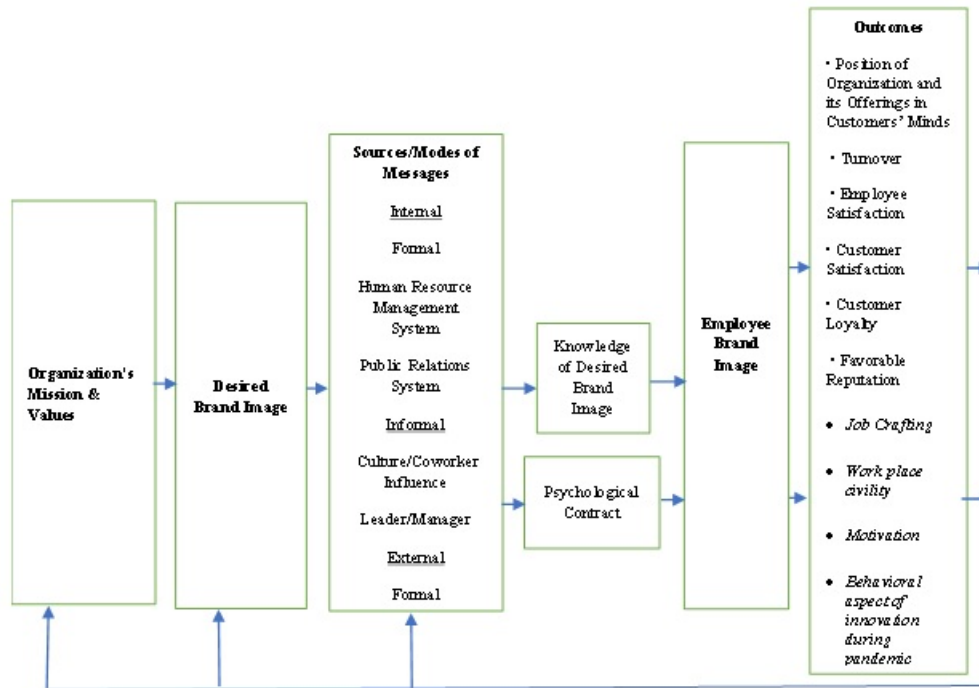 Organization's
Mission &
Values
Desired
Brand Image
Sources/Modes of
Messages
Internal
Formal
Human Resource
Management
System
Public Relations
System
Informal
Culture/Coworker
Influence
Leader/Manager
External
Formal
Knowledge
of Desired
Brand
Image
Psychological
Contract
Employee
Brand
Image
Outcomes
• Position of
Organization and
its Offerings in
Customers' Minds
• Turnover
• Employee
Satisfaction
• Customer
Satisfaction
• Customer
Loyalty
• Favorable
Reputation
• Job Crafting
• Work place
civility
• Motivation
• Behavioral
aspect of
innovation
during
pandemic